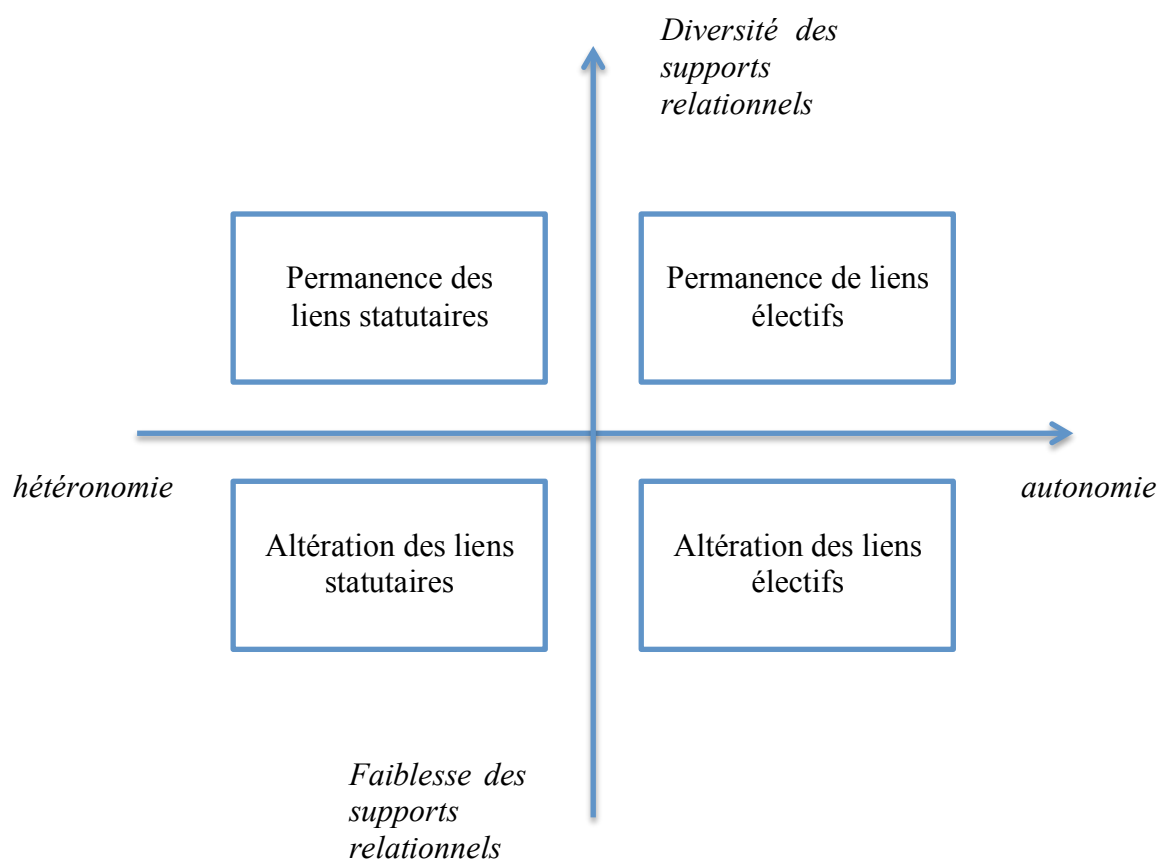 Diversité des
supports
relationnels
Permanence des
liens statutaires
Permanence de liens
électifs
hétéronomie
autonomie
Altération des liens
statutaires
Altération des liens
électifs
Faiblesse des
supports
relationnels